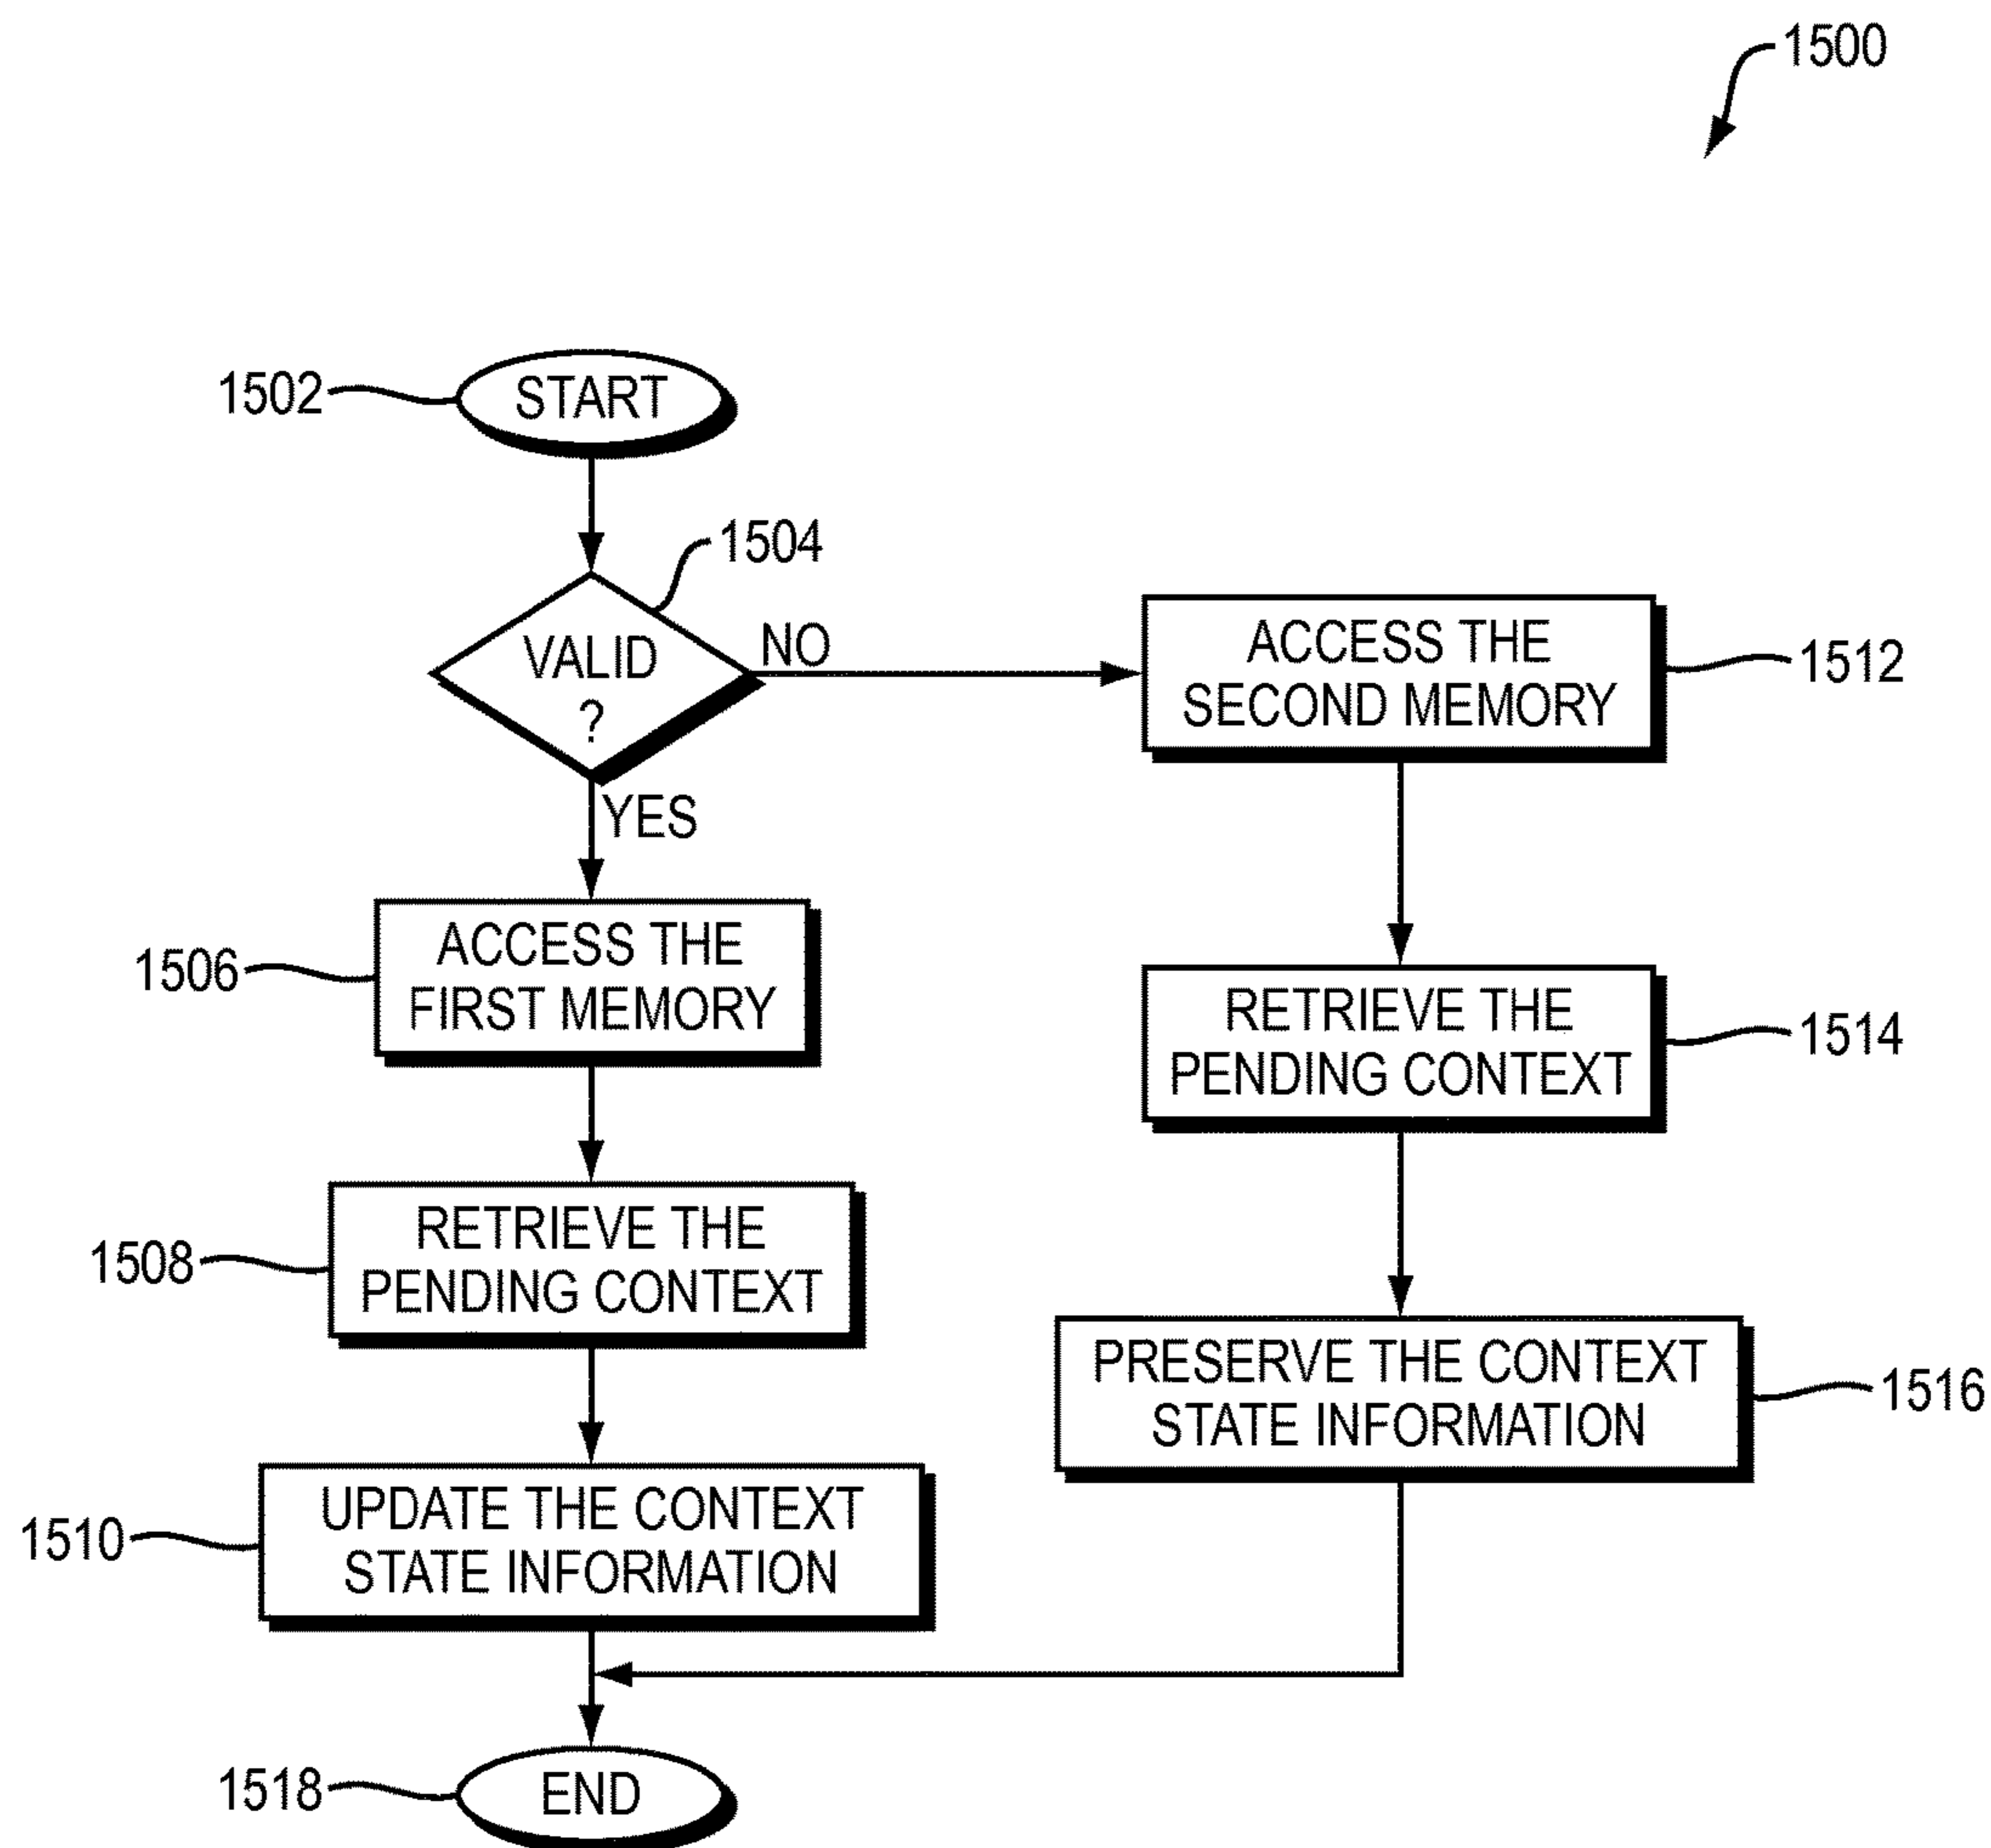 1500
1502
START
1504
VALID
?
NO
YES
ACCESS THE
SECOND MEMORY
1512
1506
ACCESS THE
FIRST MEMORY
RETRIEVE THE
PENDING CONTEXT
1514
1508
RETRIEVE THE
PENDING CONTEXT
PRESERVE THE CONTEXT
STATE INFORMATION
1516
1510
UPDATE THE CONTEXT
STATE INFORMATION
1518
END